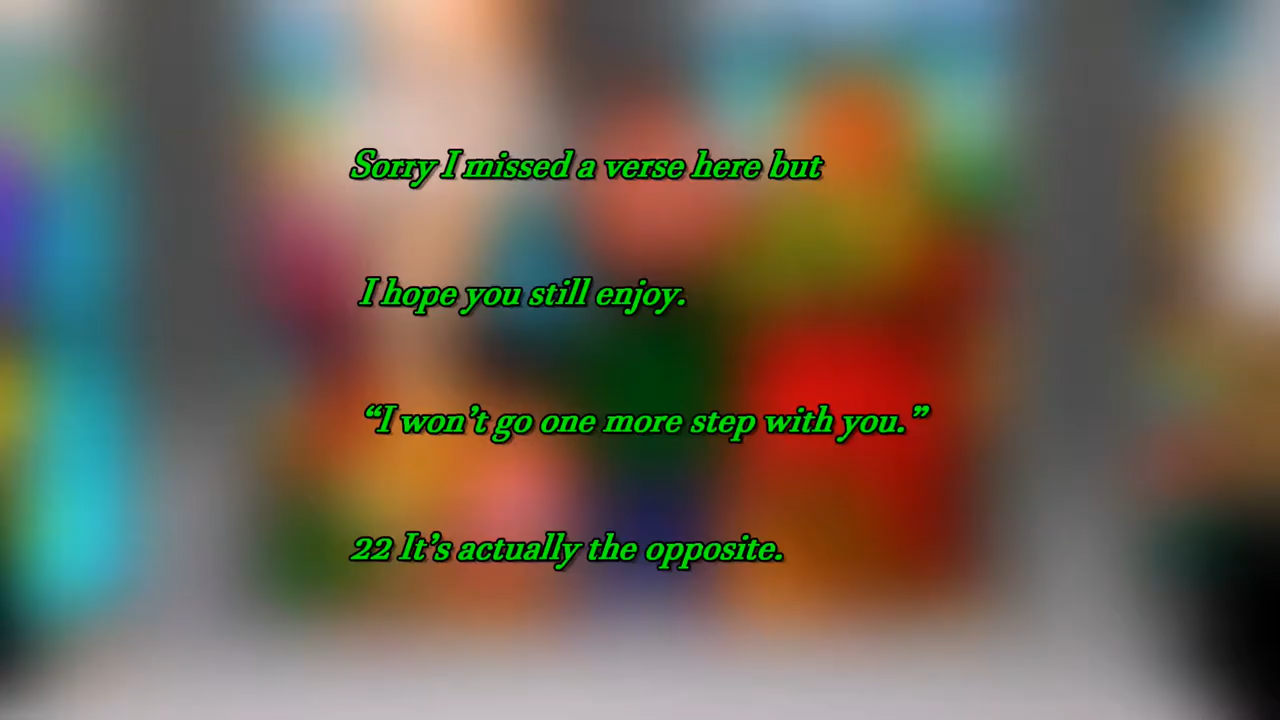 Sorry I missed a verse here but
I hope you still enjoy.
“I won’t go one more step with you.”
22 It’s actually the opposite.